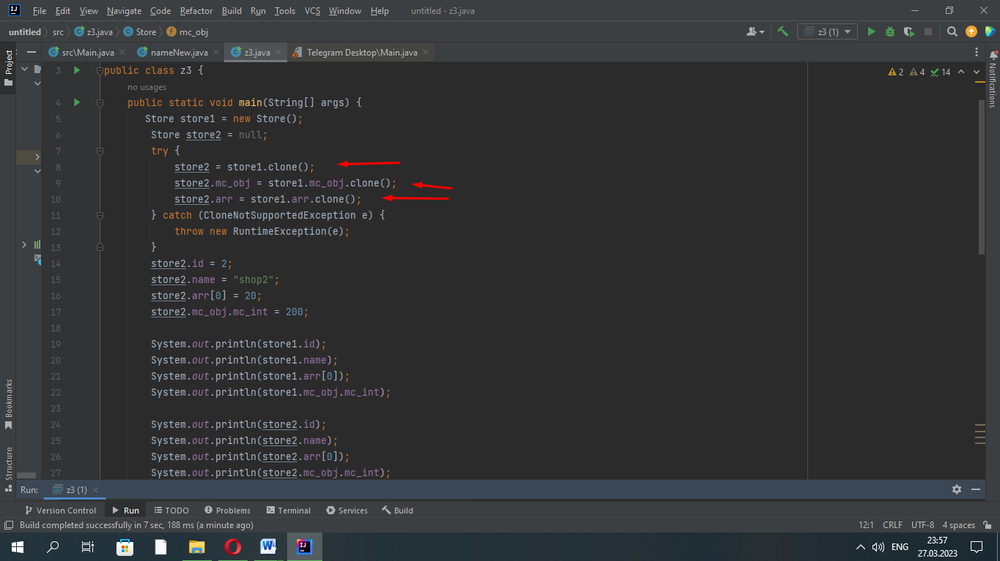 File Edit View Navigate Code Refactor Build Run Tools VCS Window Help untitled - z3.java
untitled src z3.java Store mc_obj z3 (1)
Project
src\Main.java nameNew.java z3.java Telegram Desktop\Main.java
Notifications
2 4 14
3 public class z3 {
no usages
4 public static void main(String[] args) {
5 Store store1 = new Store();
6 Store store2 = null;
7 try {
8 store2 = store1.clone();
9 store2.mc_obj = store1.mc_obj.clone();
10 store2.arr = store1.arr.clone();
11 } catch (CloneNotSupportedException e) {
12 throw new RuntimeException(e);
13 }
14 store2.id = 2;
15 store2.name = "shop2";
16 store2.arr[0] = 20;
17 store2.mc_obj.mc_int = 200;
18
19 System.out.println(store1.id);
20 System.out.println(store1.name);
21 System.out.println(store1.arr[0]);
22 System.out.println(store1.mc_obj.mc_int);
23
24 System.out.println(store2.id);
25 System.out.println(store2.name);
26 System.out.println(store2.arr[0]);
27 System.out.println(store2.mc_obj.mc_int);
Bookmarks
Structure
Run: z3 (1)
Version Control Run TODO Problems Terminal Services Build
Build completed successfully in 7 sec, 188 ms (a minute ago) 12:1 CRLF UTF-8 4 spaces
ENG 23:57
27.03.2023